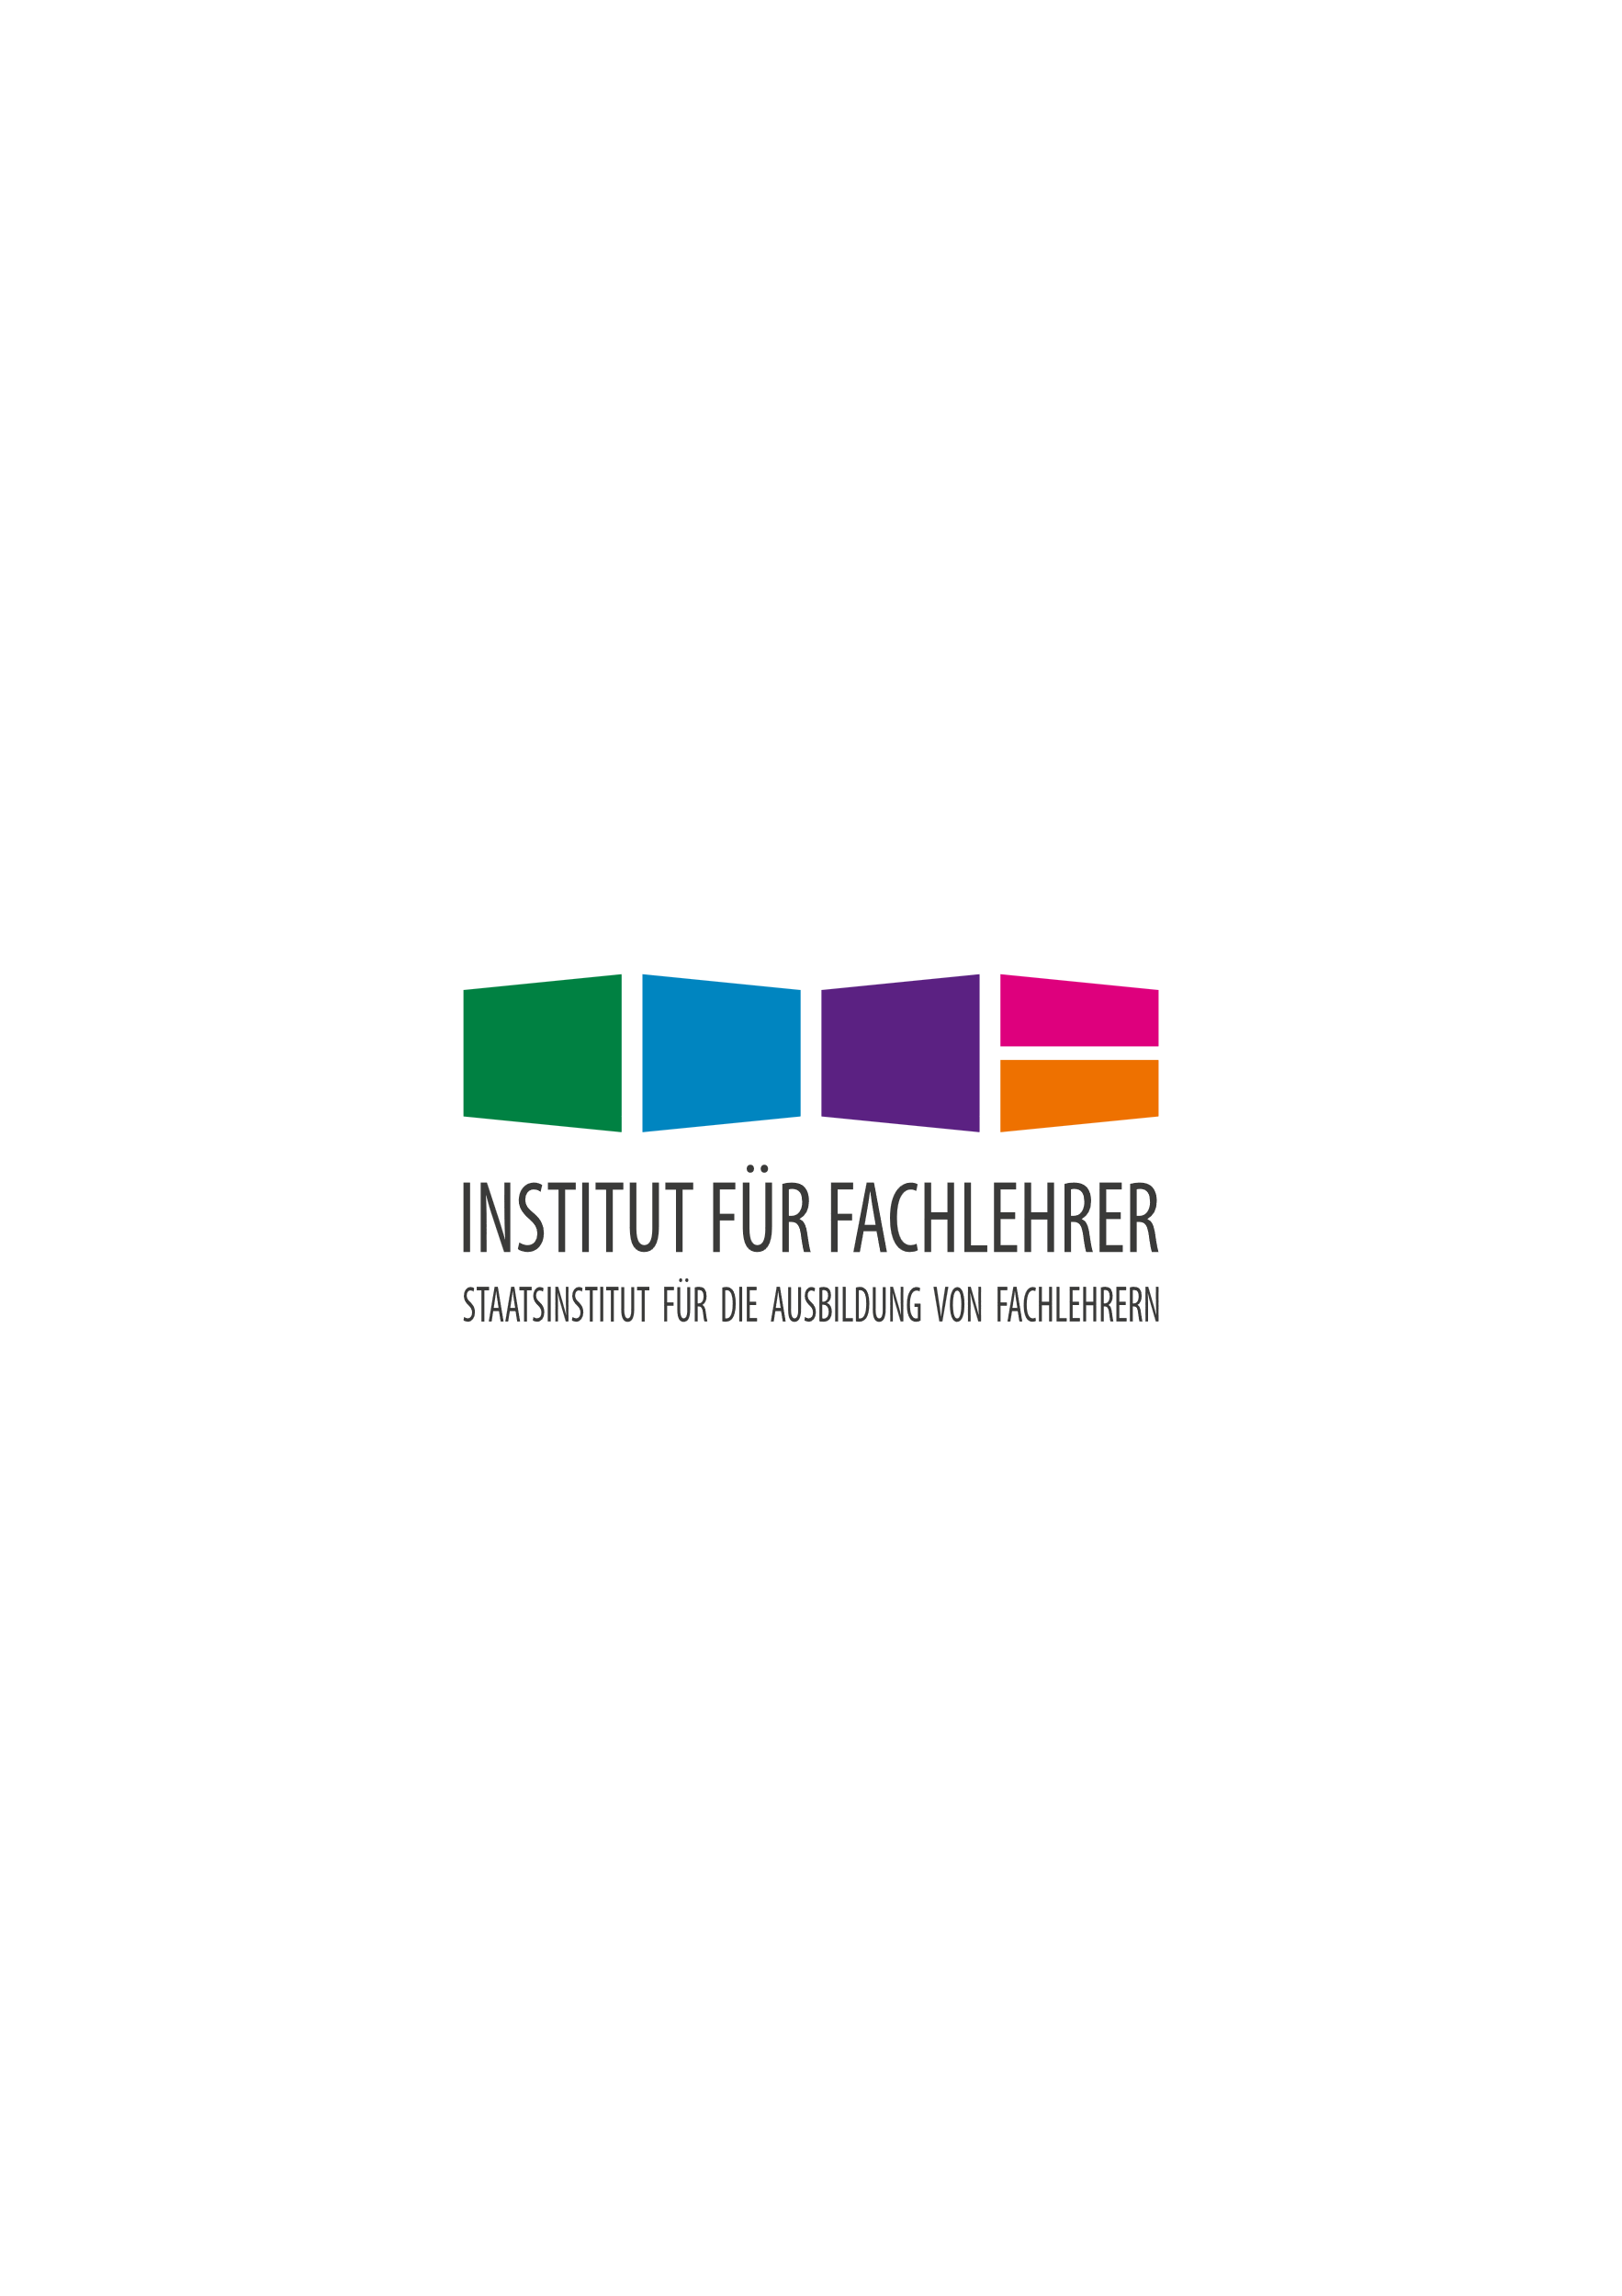 INSTITUT FÜR FACHLEHRER
STAATSINSTITUT FÜR DIE AUSBILDUNG VON FACHLEHRERN